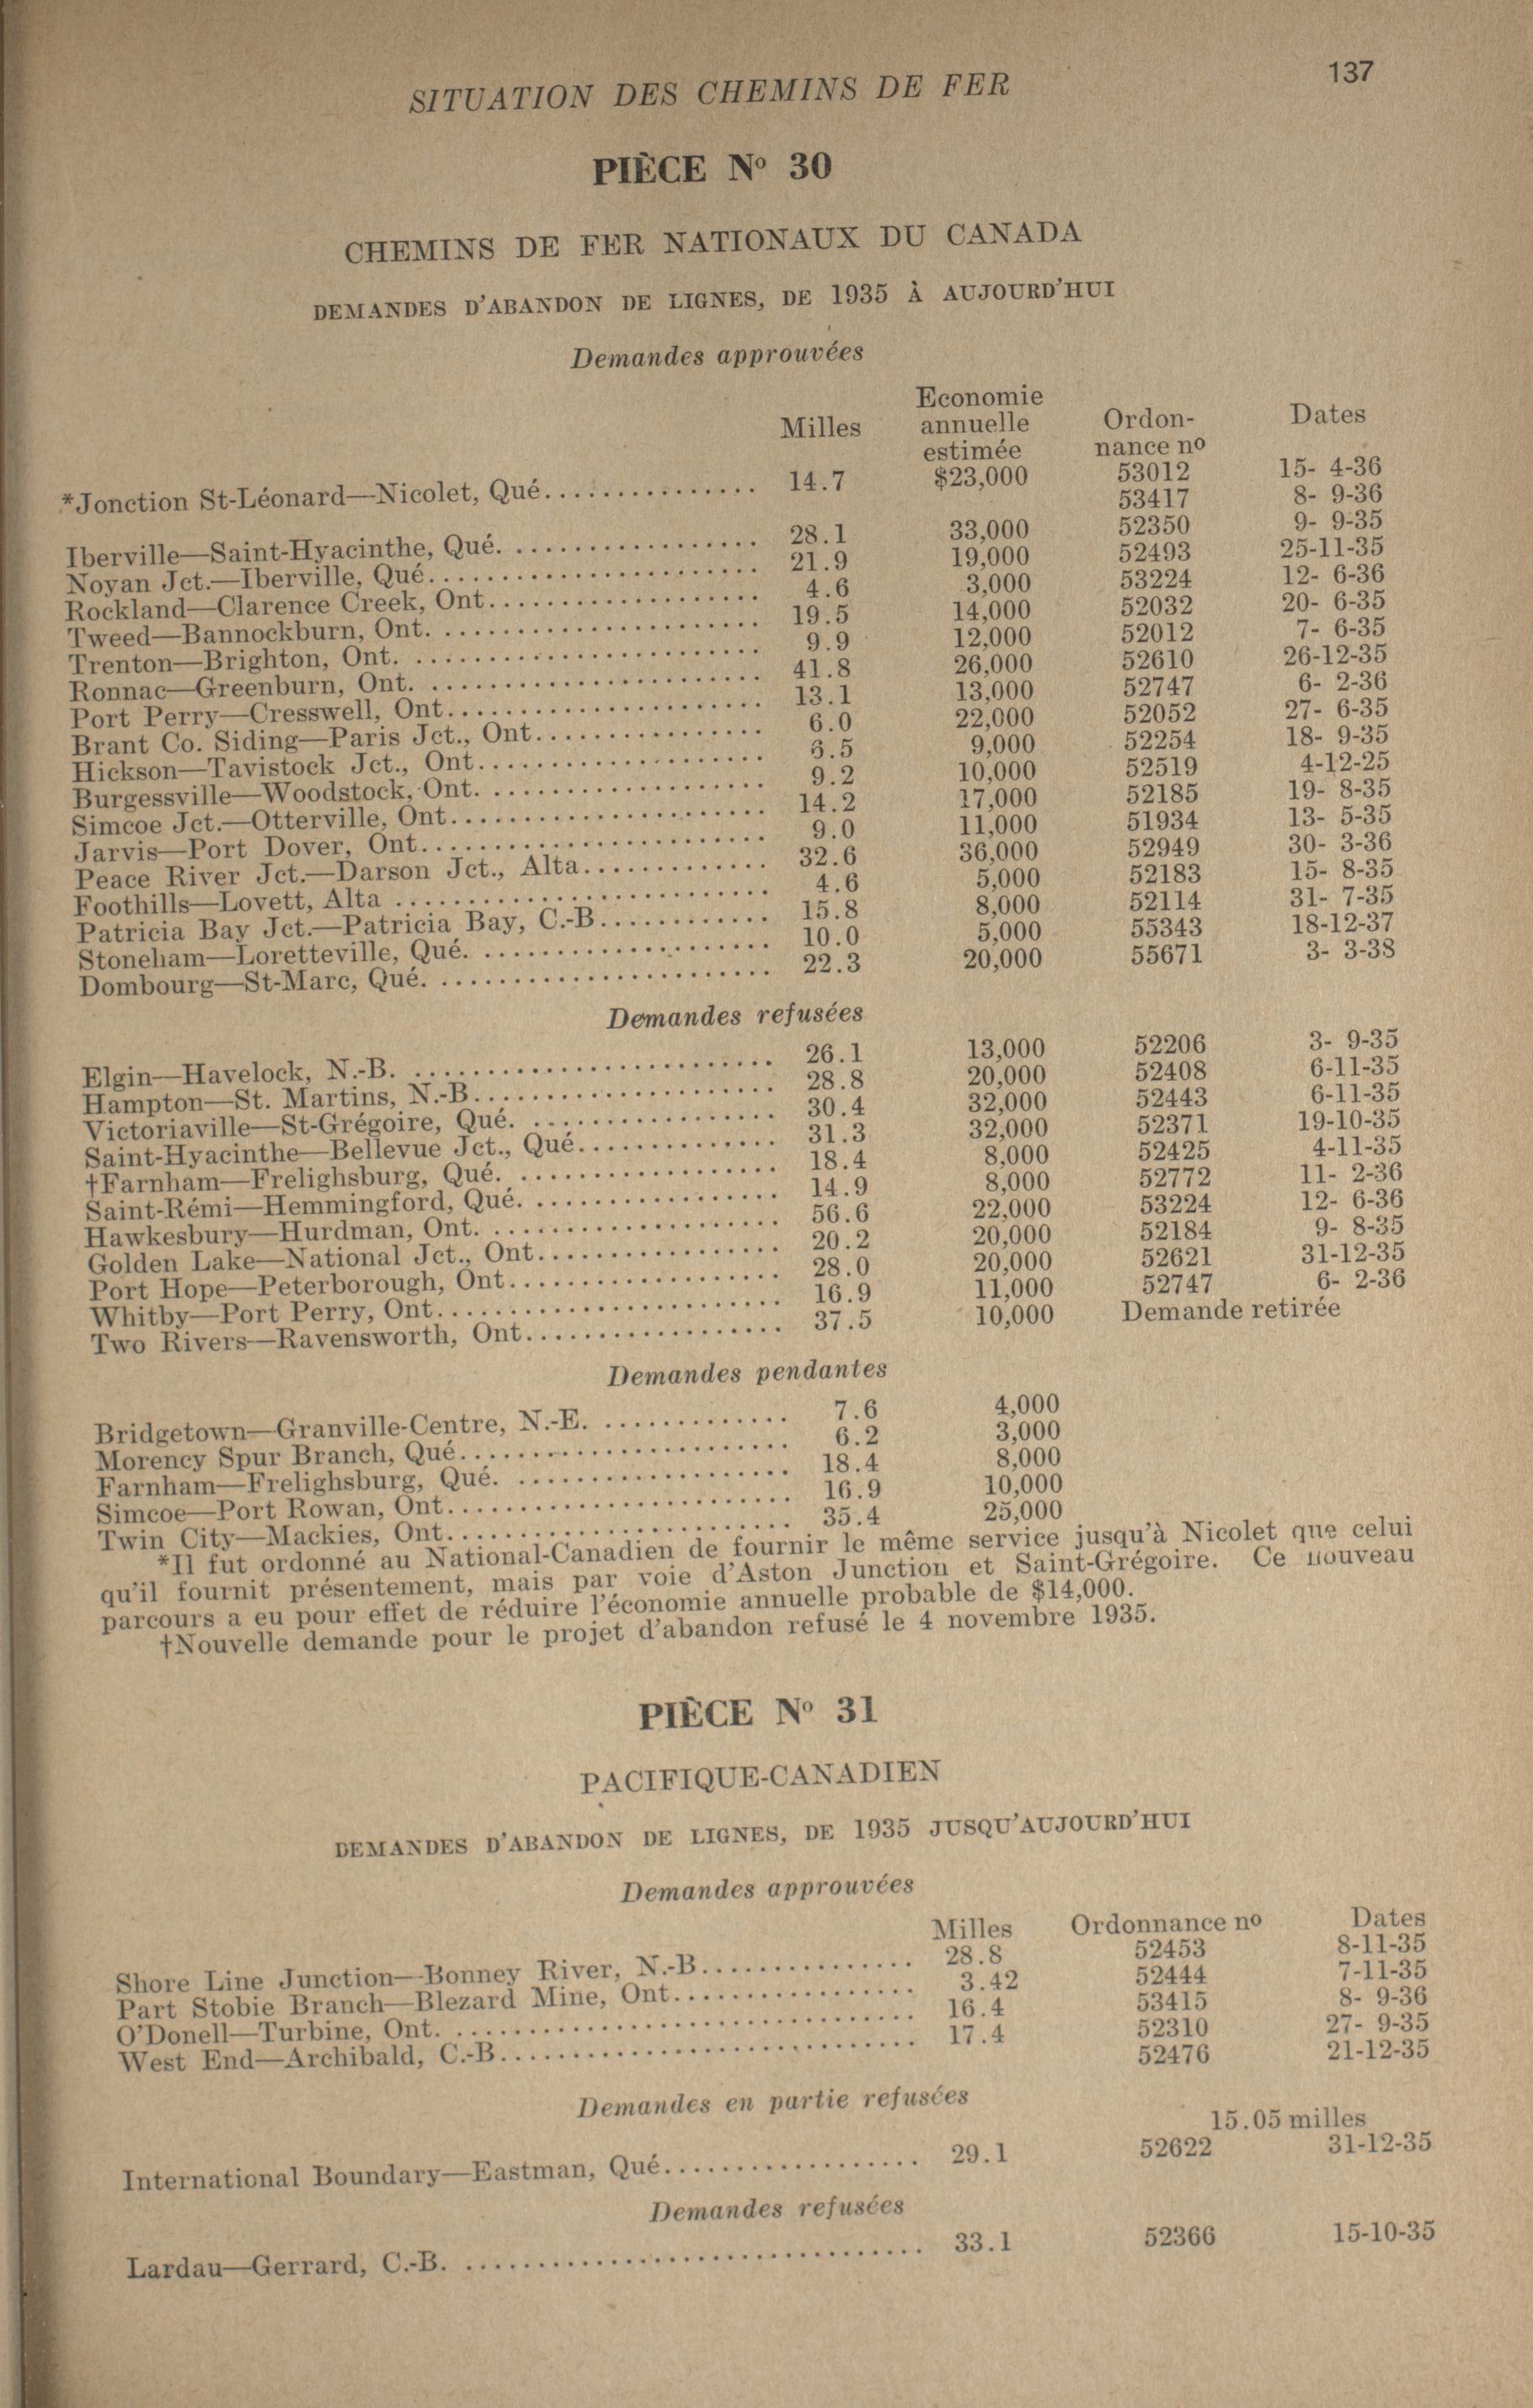 SITUATION DES CHEMINS DE FER 137
PIÈCE Nº 30
CHEMINS DE FER NATIONAUX DU CANADA
DEMANDES D'ABANDON DE LIGNES, DE 1935 À AUJOURD'HUI
Demandes approuvées
Milles Economie annuelle estimée Ordonnance nº Dates
*Jonction St-Léonard—Nicolet, Qué. 14.7 $23,000 53012 15- 4-36
53417 8- 9-36
Iberville—Saint-Hyacinthe, Qué. 28.1 33,000 52350 9- 9-35
Noyan Jct.—Iberville, Qué. 21.9 19,000 52493 25-11-35
Rockland—Clarence Creek, Ont. 4.6 3,000 53224 12- 6-36
Tweed—Bannockburn, Ont. 19.5 14,000 52032 20- 6-35
Trenton—Brighton, Ont. 9.9 12,000 52012 7- 6-35
Ronnac—Greenburn, Ont. 41.8 26,000 52610 26-12-35
Port Perry—Cresswell, Ont. 13.1 13,000 52747 6- 2-36
Brant Co. Siding—Paris Jct., Ont. 6.0 22,000 52052 27- 6-35
Hickson—Tavistock Jct., Ont. 9,000 52254 18- 9-35
Burgessville—Woodstock, Ont. 9.2 10,000 52519 4-12-25
Simcoe Jct.—Otterville, Ont. 14.2 17,000 52185 19- 8-35
Jarvis—Port Dover, Ont. 9.0 11,000 51934 13- 5-35
Peace River Jct.—Darson Jct., Alta. 32.6 36,000 52949 30- 3-36
Foothills—Lovett, Alta 4.6 5,000 52183 15- 8-35
Patricia Bay Jct.—Patricia Bay, C.-B. 15.8 8,000 52114 31- 7-35
Stoneham—Loretteville, Qué. 10.0 5,000 55343 18-12-37
Dombourg—St-Marc, Qué. 22.3 20,000 55671 3- 3-38
Demandes refusées
Elgin—Havelock, N.-B. 26.1 13,000 52206 3- 9-35
Hampton—St. Martins, N.-B. 28.8 20,000 52408 6-11-35
Victoriaville—St-Grégoire, Qué. 30.4 32,000 52443 6-11-35
Saint-Hyacinthe—Bellevue Jct., Qué. 31.3 32,000 52371 19-10-35
†Farnham—Frelighsburg, Qué. 18.4 8,000 52425 4-11-35
Saint-Rémi—Hemmingford, Qué. 14.9 8,000 52772 11- 2-36
Hawkesbury—Hurdman, Ont. 56.6 22,000 53224 12- 6-36
Golden Lake—National Jct., Ont. 20.2 20,000 52184 9- 8-35
Port Hope—Peterborough, Ont. 28.0 20,000 52621 31-12-35
Whitby—Port Perry, Ont. 16.9 11,000 52747 6- 2-36
Two Rivers—Ravensworth, Ont. 37.5 10,000 Demande retirée
Demandes pendantes
Bridgetown—Granville-Centre, N.-E. 7.6 4,000
Morency Spur Branch, Qué. 6.2 3,000
Farnham—Frelighsburg, Qué. 18.4 8,000
Simcoe—Port Rowan, Ont. 16.9 10,000
Twin City—Mackies, Ont. 35.4 25,000
*Il fut ordonné au National-Canadien de fournir le même service jusqu'à Nicolet que celui
qu'il fournit présentement, mais par voie d'Aston Junction et Saint-Grégoire. Ce nouveau
parcours a eu pour effet de réduire l'économie annuelle probable de $14,000.
†Nouvelle demande pour le projet d'abandon refusé le 4 novembre 1935.
PIÈCE Nº 31
PACIFIQUE-CANADIEN
DEMANDES D'ABANDON DE LIGNES, DE 1935 JUSQU'AUJOURD'HUI
Demandes approuvées
Milles Ordonnance nº Dates
Shore Line Junction—Bonney River, N.-B. 28.8 52453 8-11-35
Part Stobie Branch—Blezard Mine, Ont. 3.42 52444 7-11-35
O'Donell—Turbine, Ont. 16.4 53415 8- 9-36
West End—Archibald, C.-B. 17.4 52310 27- 9-35
52476 21-12-35
Demandes en partie refusées
15.05 milles
International Boundary—Eastman, Qué. 29.1 52622 31-12-35
Demandes refusées
Lardau—Gerrard, C.-B. 33.1 52366 15-10-35